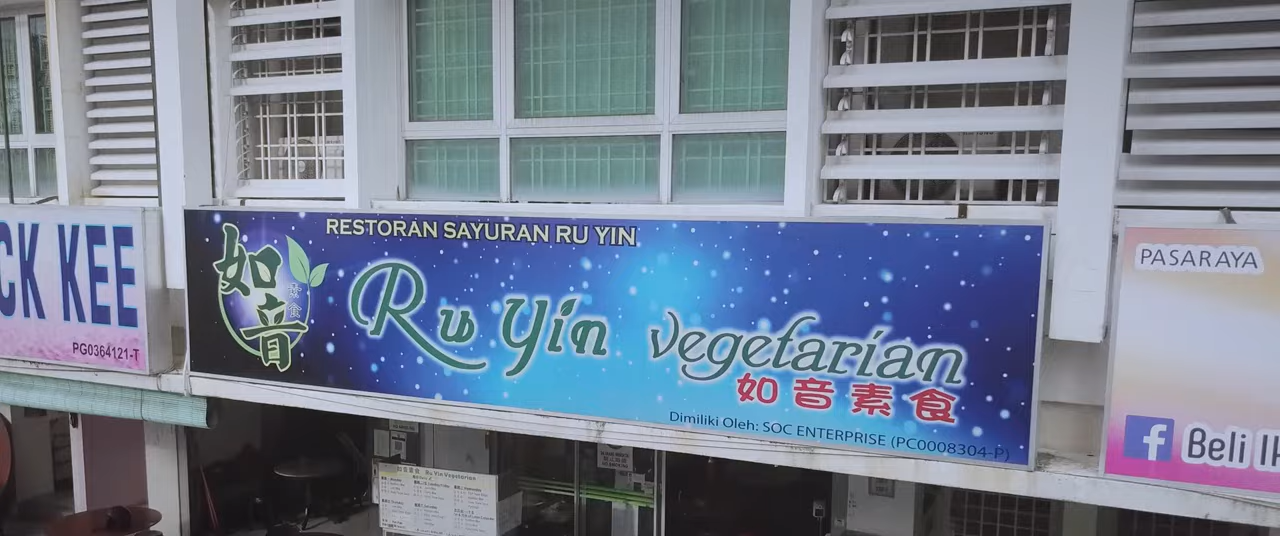 CK KEE
PG0364121-T
如音
素食
RESTORAN SAYURAN RU YIN
Ru Yin vegetarian
如音素食
Dimiliki Oleh: SOC ENTERPRISE (PC0008304-P)
PASARAYA
f
Beli
如音素食 Ru Yin Vegetarian